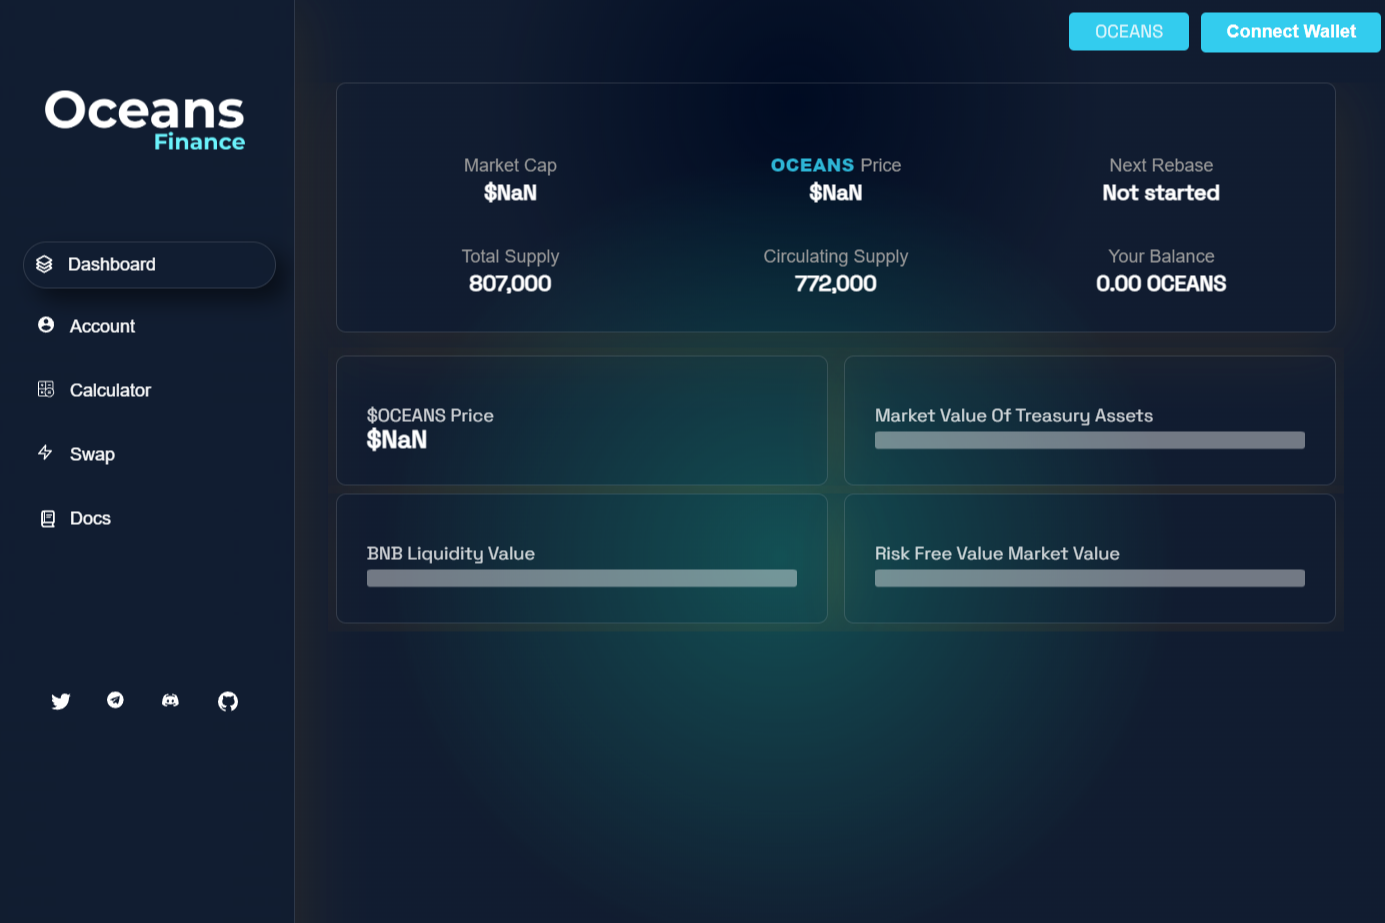 OCEANS
Connect Wallet
Oceans
Finance
Dashboard
Account
Calculator
Swap
Docs
Market Cap
$NaN
OCEANS Price
$NaN
Next Rebase
Not started
Total Supply
807,000
Circulating Supply
772,000
Your Balance
0.00 OCEANS
$OCEANS Price
$NaN
Market Value Of Treasury Assets
BNB Liquidity Value
Risk Free Value Market Value